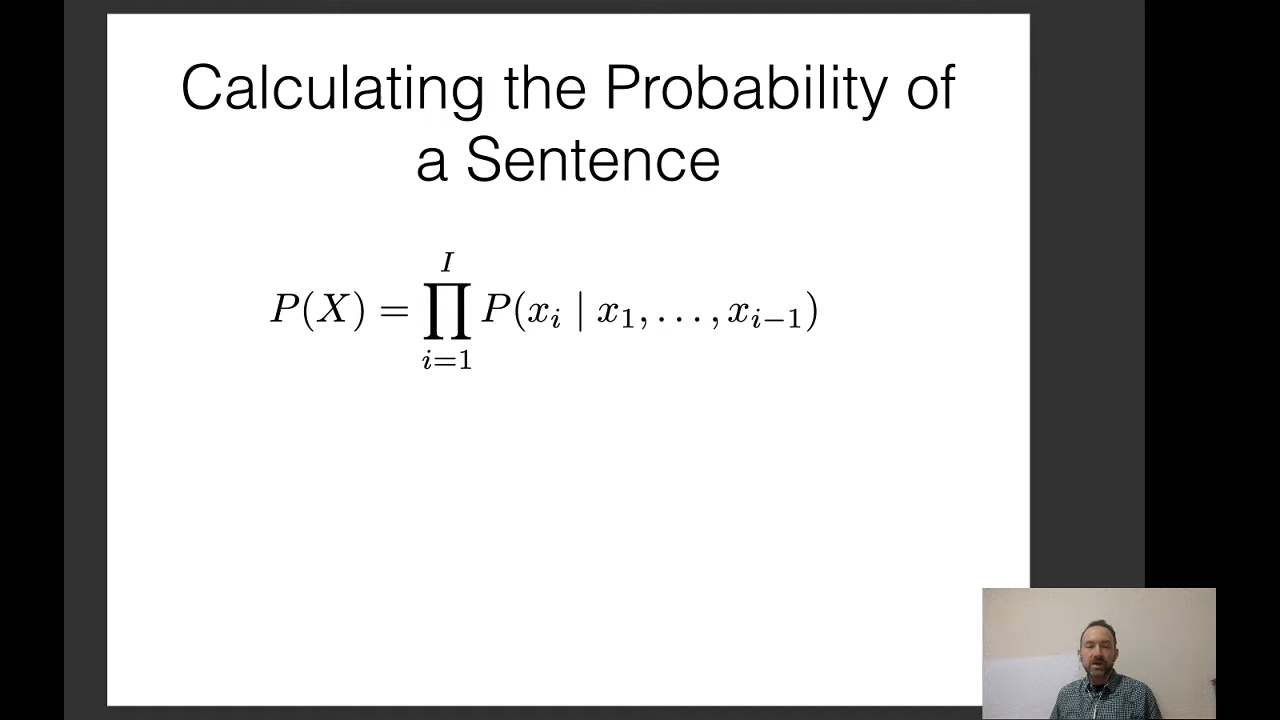 Calculating the Probability of
a Sentence
P(X) = ∏_{i=1}^{I} P(x_i | x_1, . . . , x_{i−1})